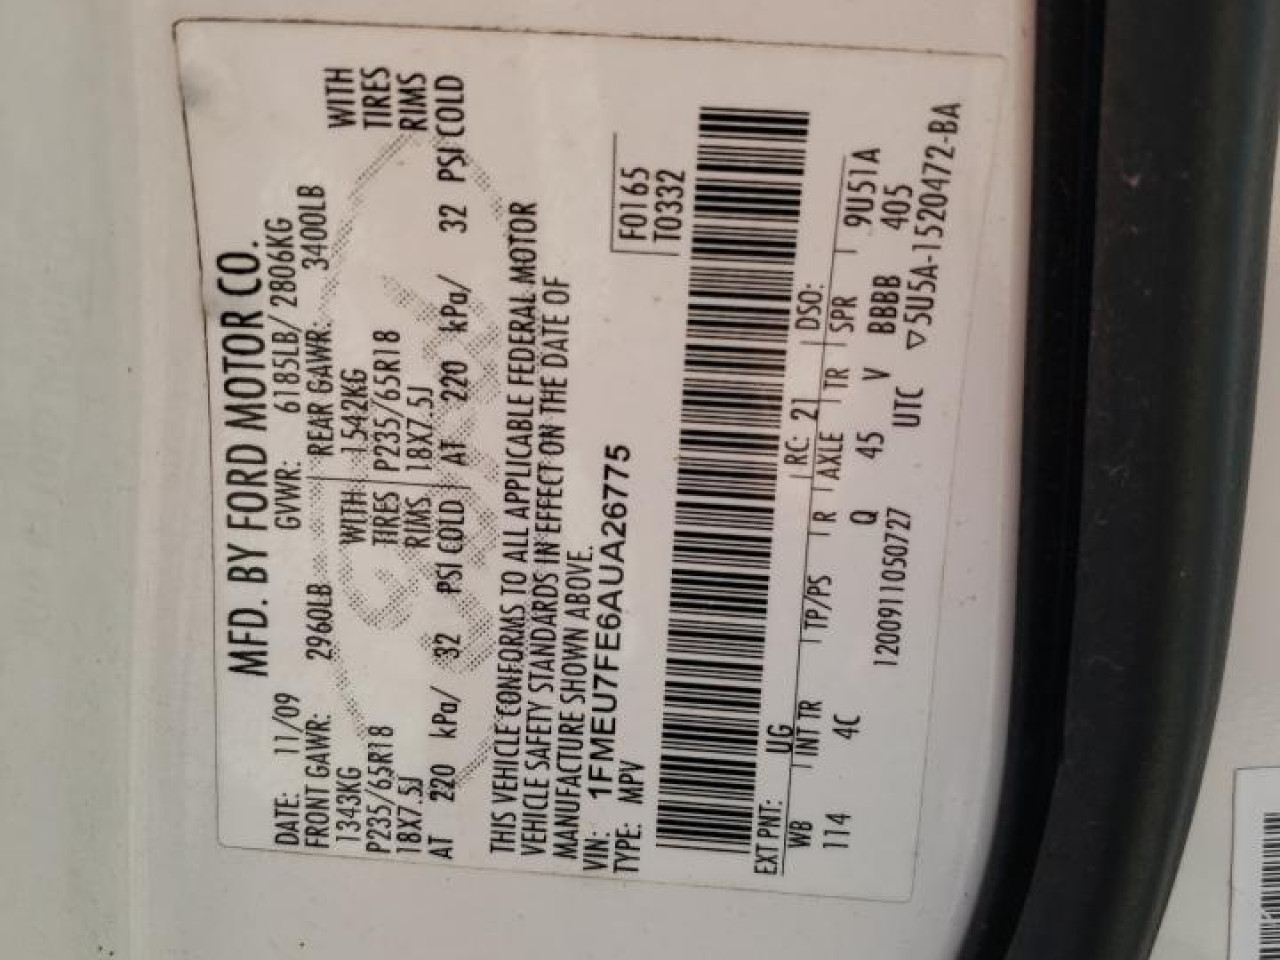 MFD. BY FORD MOTOR CO.
DATE: 11/09 GVWR: 6185LB/ 2806KG
FRONT GAWR: 2960LB REAR GAWR: 3400LB
1343KG WITH 1542KG WITH
P235/65R18 TIRES P235/65R18 TIRES
18X7.5J RIMS 18X7.5J RIMS
AT 220 kPa/ 32 PSI COLD AT 220 kPa/ 32 PSI COLD
THIS VEHICLE CONFORMS TO ALL APPLICABLE FEDERAL MOTOR
VEHICLE SAFETY STANDARDS IN EFFECT ON THE DATE OF
MANUFACTURE SHOWN ABOVE.
VIN: 1FMEU7FE6AUA26775 F0165
TYPE: MPV T0332
EXT PNT: UG RC: 21 DSO:
WB INT TR TP/PS R AXLE TR SPR 9U51A
114 4C Q 45 V BBBB 405
1200911050727 UTC ▽5U5A-1520472-BA